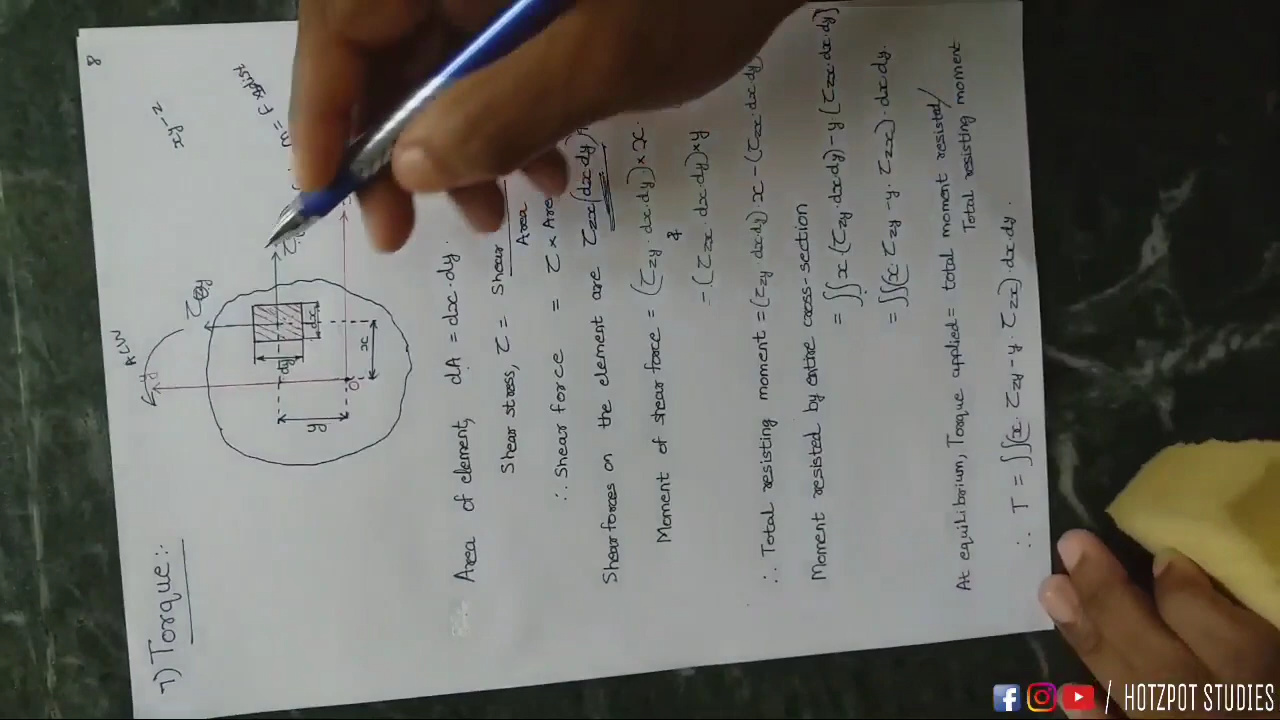 8
7) Torque:-
xy-z
ACW
m = F x dist
τzy
y
dy
dx
x
O
Area of element, dA = dx·dy.
Shear stress, τ = Shear
Area
∴ Shear force = τ × Area
Shear forces on the element are τzx(dx dy)
Moment of shear force = (τzy · dx·dy) × x.
&
-(τzx dx dy) × y
∴ Total resisting moment = (τzy · dx·dy)·x - (τzx·dx·dy)
Moment resisted by entire cross-section
= ∫∫ x·(τzy·dx·dy) - y·[τzx·dx·dy]
= ∫∫(x·τzy - y·τzx)·dx·dy.
At equilibrium, Torque applied = total moment resisted/
Total resisting moment
∴ T = ∫∫(x·τzy - y·τzx)·dx dy.
/ HOTZPOT STUDIES